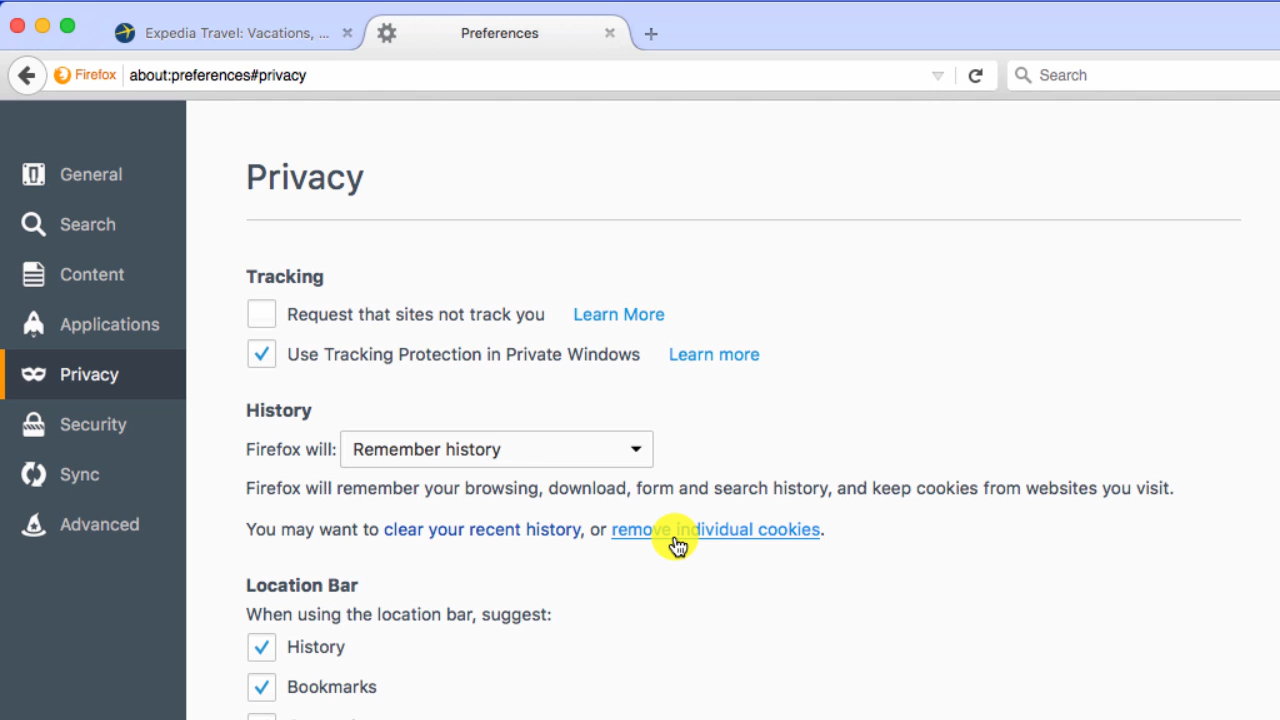 Expedia Travel: Vacations, ...
Preferences
Firefox
about:preferences#privacy
Search
General
Search
Content
Applications
Privacy
Security
Sync
Advanced
Privacy
Tracking
Request that sites not track you Learn More
Use Tracking Protection in Private Windows Learn more
History
Firefox will: Remember history
Firefox will remember your browsing, download, form and search history, and keep cookies from websites you visit.
You may want to clear your recent history, or remove individual cookies.
Location Bar
When using the location bar, suggest:
History
Bookmarks